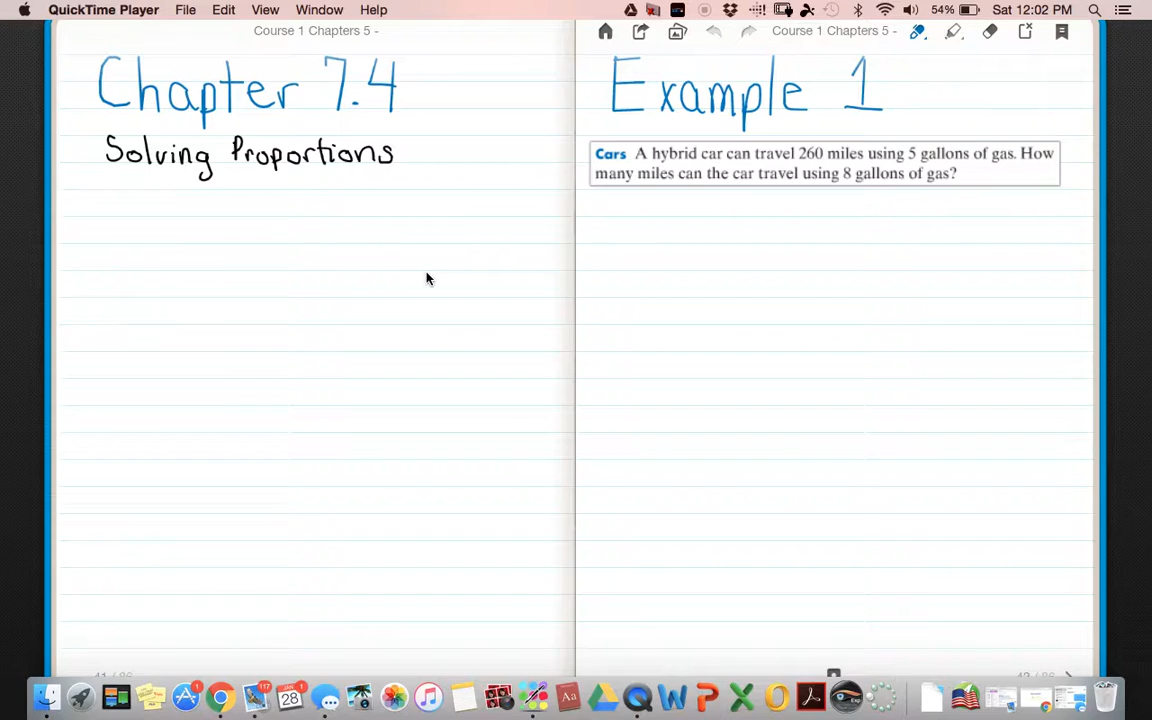 QuickTime Player File Edit View Window Help 54% Sat 12:02 PM
Course 1 Chapters 5 -
Chapter 7.4
Solving Proportions
Course 1 Chapters 5 -
Example 1
Cars A hybrid car can travel 260 miles using 5 gallons of gas. How
many miles can the car travel using 8 gallons of gas?